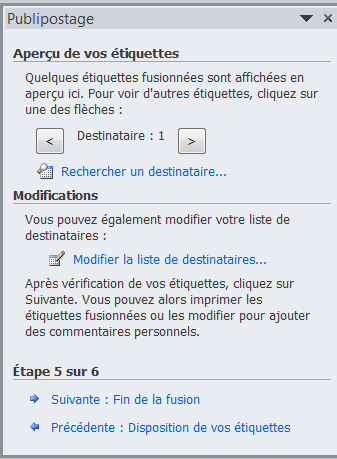 Publipostage
Aperçu de vos étiquettes
Quelques étiquettes fusionnées sont affichées en
aperçu ici. Pour voir d'autres étiquettes, cliquez sur
une des flèches :
< Destinataire : 1 >
Rechercher un destinataire...
Modifications
Vous pouvez également modifier votre liste de
destinataires :
Modifier la liste de destinataires...
Après vérification de vos étiquettes, cliquez sur
Suivante. Vous pouvez alors imprimer les
étiquettes fusionnées ou les modifier pour ajouter
des commentaires personnels.
Étape 5 sur 6
Suivante : Fin de la fusion
Précédente : Disposition de vos étiquettes